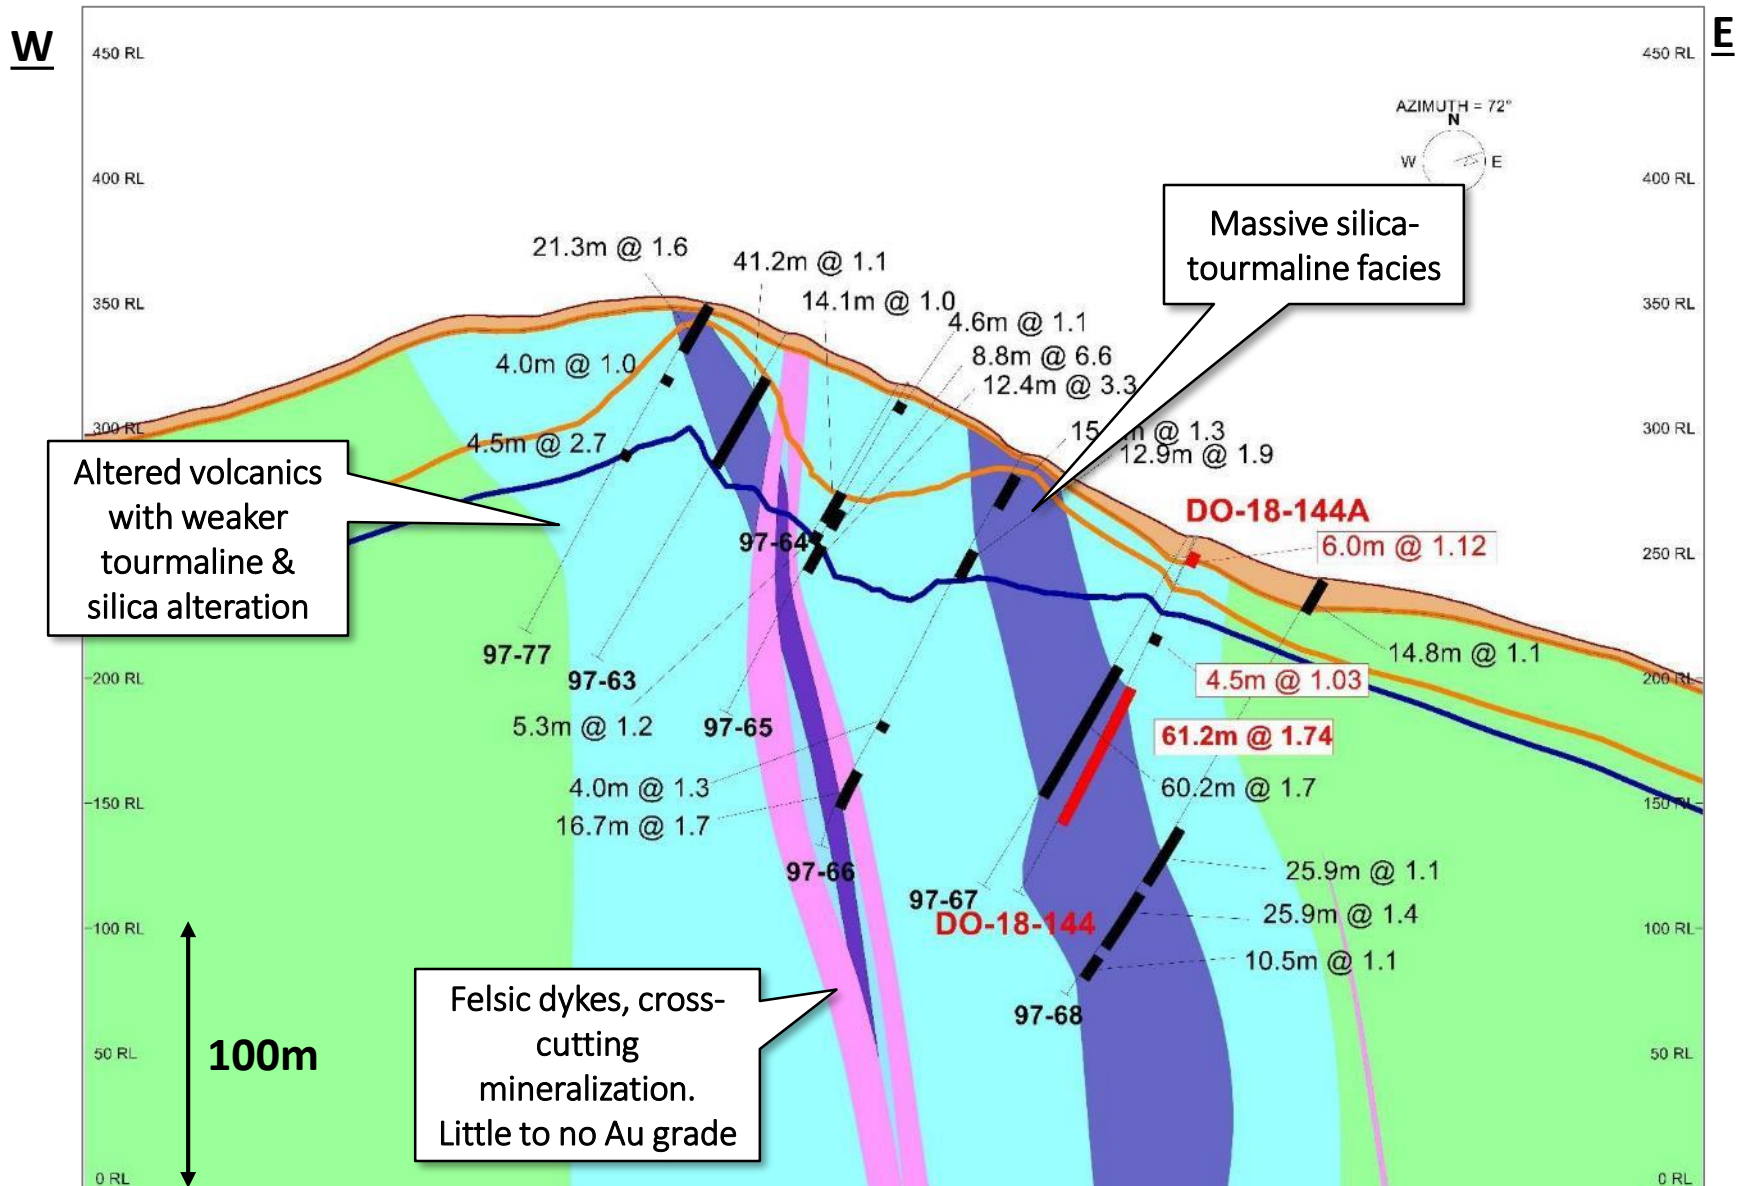 W
E
450 RL
450 RL
AZIMUTH = 72°
N
W
E
400 RL
400 RL
Massive silica-
tourmaline facies
21.3m @ 1.6
41.2m @ 1.1
14.1m @ 1.0
350 RL
350 RL
4.6m @ 1.1
8.8m @ 6.6
12.4m @ 3.3
4.0m @ 1.0
300 RL
300 RL
4.5m @ 2.7
m @ 1.3
12.9m @ 1.9
Altered volcanics
with weaker
tourmaline &
silica alteration
DO-18-144A
6.0m @ 1.12
97-64
250 RL
14.8m @ 1.1
97-77
97-63
200 RL
200 RL
4.5m @ 1.03
5.3m @ 1.2
97-65
61.2m @ 1.74
4.0m @ 1.3
60.2m @ 1.7
150 RL
150 RL
16.7m @ 1.7
97-66
25.9m @ 1.1
97-67
DO-18-144
25.9m @ 1.4
100 RL
100 RL
10.5m @ 1.1
97-68
Felsic dykes, cross-
cutting
mineralization.
Little to no Au grade
50 RL
50 RL
100m
0 RL
0 RL